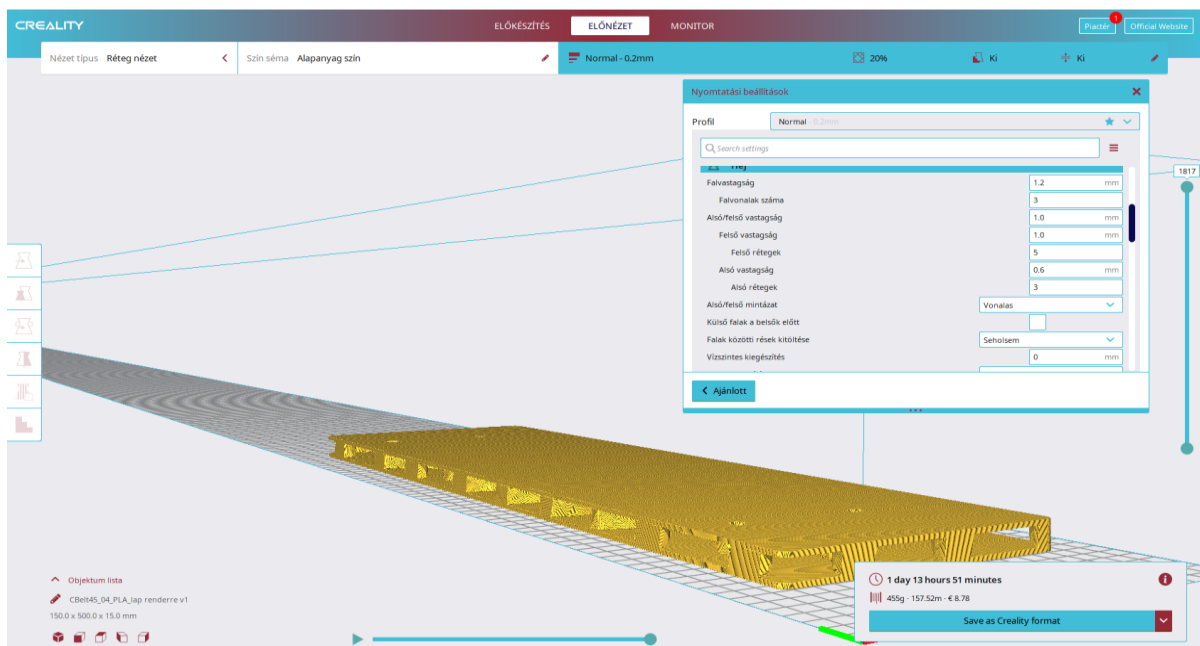 CREALITY
ELŐKÉSZÍTÉS ELŐNÉZET MONITOR
Piactér 1 Official Website
Nézet típus Réteg nézet Szín séma Alapanyag szín Normal - 0.2mm 20% Ki Ki
Nyomtatási beállítások
Profil Normal - 0.2mm
Search settings
Héj
Falvastagság 1.2 mm
Falvonalak száma 3
Alsó/felső vastagság 1.0 mm
Felső vastagság 1.0 mm
Felső rétegek 5
Alsó vastagság 0.6 mm
Alsó rétegek 3
Alsó/felső mintázat Vonalas
Külső falak a belsők előtt
Falak közötti rések kitöltése Seholsem
Vízszintes kiegészítés 0 mm
Ajánlott
1817
Objektum lista
CBelt45_04_PLA_lap renderre v1
150.0 x 500.0 x 15.0 mm
1 day 13 hours 51 minutes
455g · 157.52m · € 8.78
Save as Creality format